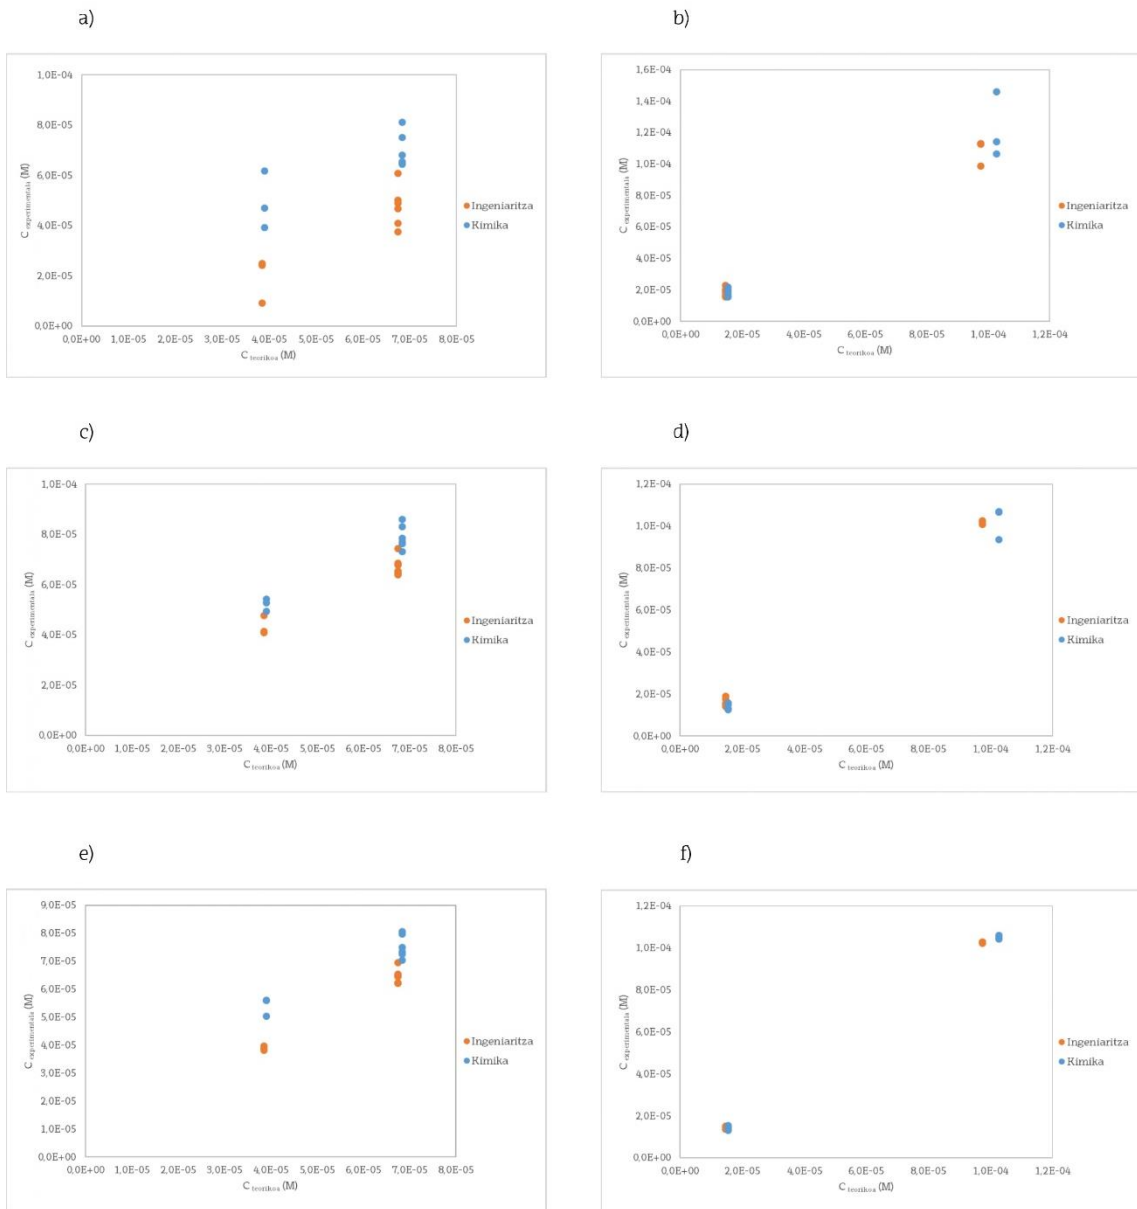 a)
1,0E-04
8,0E-05
6,0E-05
4,0E-05
2,0E-05
0,0E+00
C experimentala (M)
0,0E+00 1,0E-05 2,0E-05 3,0E-05 4,0E-05 5,0E-05 6,0E-05 7,0E-05 8,0E-05
C teorikoa (M)
Ingeniaritza
Kimika
b)
1,6E-04
1,4E-04
1,2E-04
1,0E-04
8,0E-05
6,0E-05
4,0E-05
2,0E-05
0,0E+00
C experimentala (M)
0,0E+00 2,0E-05 4,0E-05 6,0E-05 8,0E-05 1,0E-04 1,2E-04
C teorikoa (M)
Ingeniaritza
Kimika
c)
1,0E-04
8,0E-05
6,0E-05
4,0E-05
2,0E-05
0,0E+00
C experimentala (M)
0,0E+00 1,0E-05 2,0E-05 3,0E-05 4,0E-05 5,0E-05 6,0E-05 7,0E-05 8,0E-05
C teorikoa (M)
Ingeniaritza
Kimika
d)
1,2E-04
1,0E-04
8,0E-05
6,0E-05
4,0E-05
2,0E-05
0,0E+00
C experimentala (M)
0,0E+00 2,0E-05 4,0E-05 6,0E-05 8,0E-05 1,0E-04 1,2E-04
C teorikoa (M)
Ingeniaritza
Kimika
e)
9,0E-05
8,0E-05
7,0E-05
6,0E-05
5,0E-05
4,0E-05
3,0E-05
2,0E-05
1,0E-05
0,0E+00
C experimentala (M)
0,0E+00 1,0E-05 2,0E-05 3,0E-05 4,0E-05 5,0E-05 6,0E-05 7,0E-05 8,0E-05
C teorikoa (M)
Ingeniaritza
Kimika
f)
1,2E-04
1,0E-04
8,0E-05
6,0E-05
4,0E-05
2,0E-05
0,0E+00
C experimentala (M)
0,0E+00 2,0E-05 4,0E-05 6,0E-05 8,0E-05 1,0E-04 1,2E-04
C teorikoa (M)
Ingeniaritza
Kimika